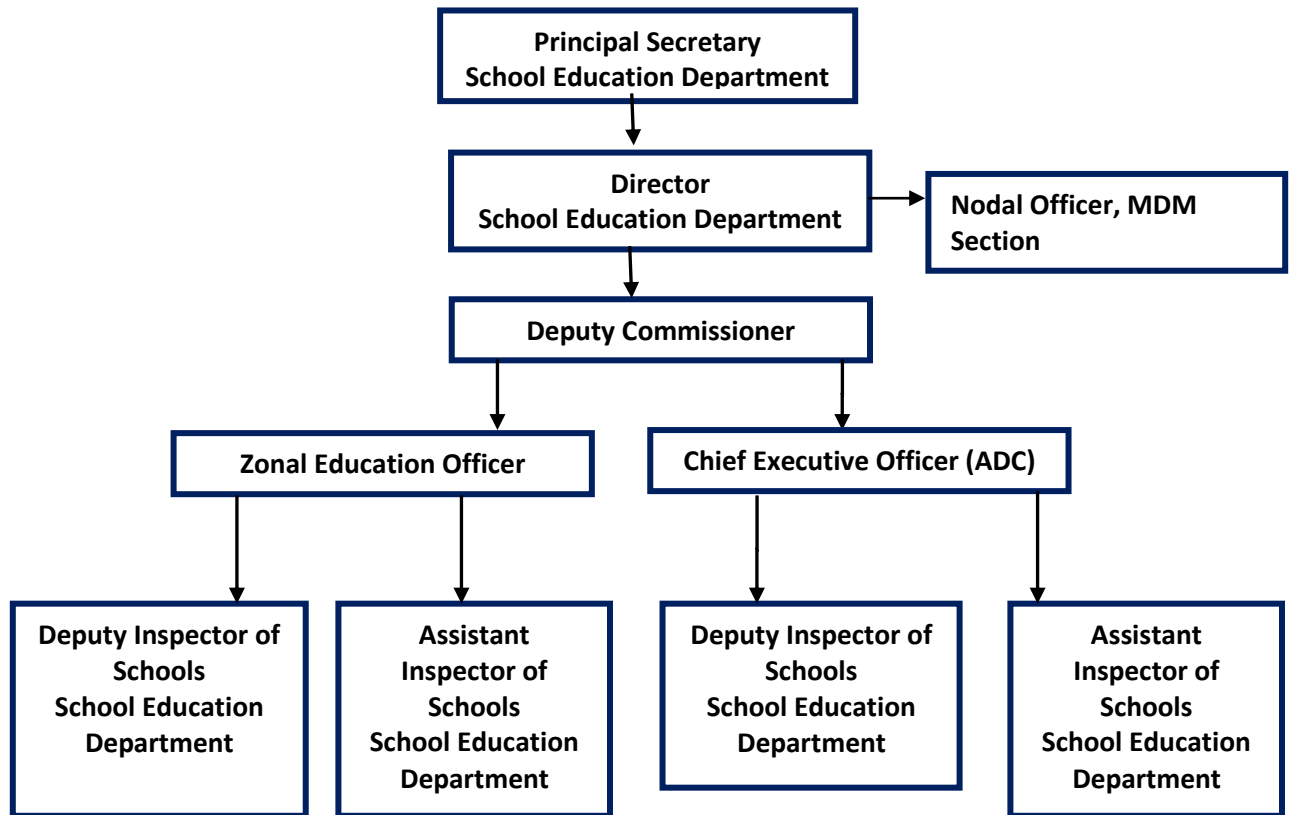 Principal Secretary
School Education Department
Director
School Education Department
Nodal Officer, MDM
Section
Deputy Commissioner
Zonal Education Officer
Chief Executive Officer (ADC)
Deputy Inspector of
Schools
School Education
Department
Assistant
Inspector of
Schools
School Education
Department
Deputy Inspector of
Schools
School Education
Department
Assistant
Inspector of
Schools
School Education
Department